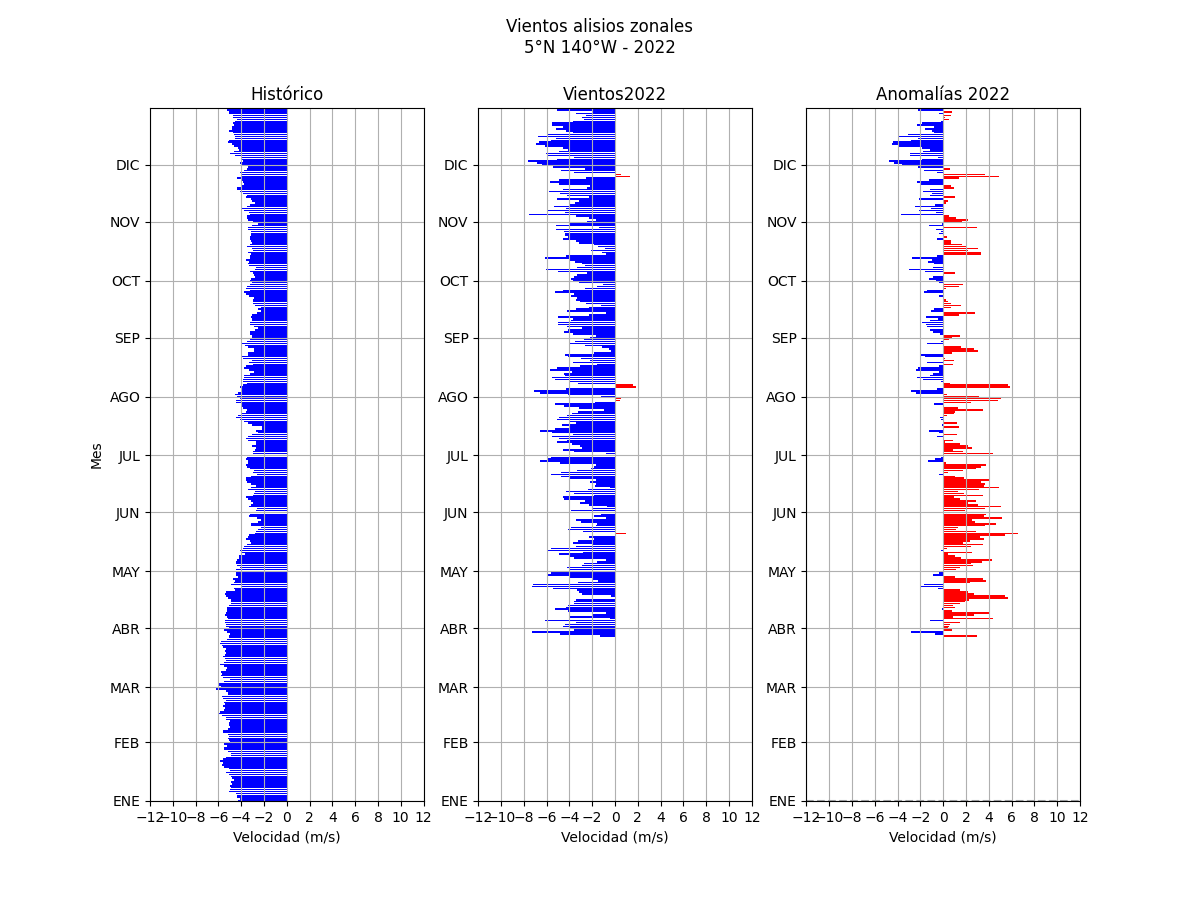 Vientos alisios zonales
5°N 140°W - 2022
Histórico
Vientos2022
Anomalías 2022
Mes
DIC
NOV
OCT
SEP
AGO
JUL
JUN
MAY
ABR
MAR
FEB
ENE
−12 −10 −8 −6 −4 −2 0 2 4 6 8 10 12
Velocidad (m/s)
DIC
NOV
OCT
SEP
AGO
JUL
JUN
MAY
ABR
MAR
FEB
ENE
−12 −10 −8 −6 −4 −2 0 2 4 6 8 10 12
Velocidad (m/s)
DIC
NOV
OCT
SEP
AGO
JUL
JUN
MAY
ABR
MAR
FEB
ENE
−12 −10 −8 −6 −4 −2 0 2 4 6 8 10 12
Velocidad (m/s)